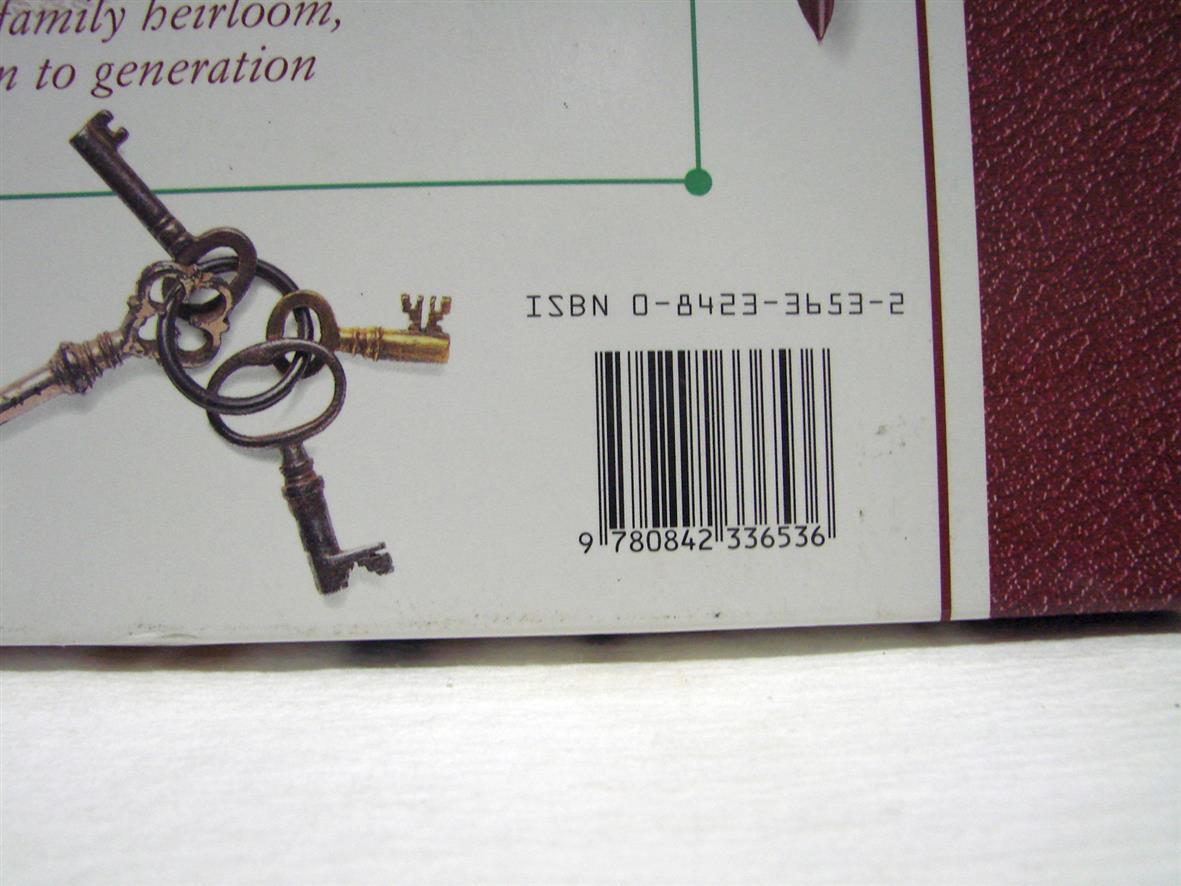 family heirloom,
n to generation
ISBN 0-8423-3653-2
9 780842 336536